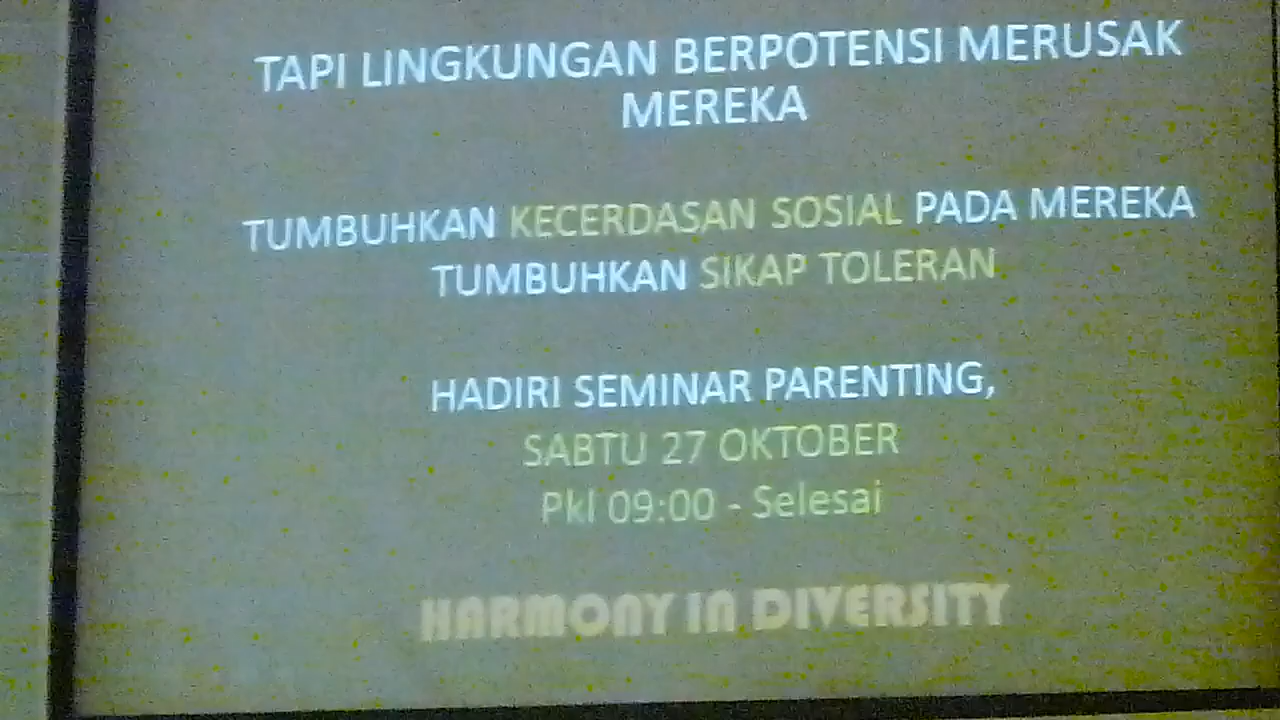 TAPI LINGKUNGAN BERPOTENSI MERUSAK
MEREKA
TUMBUHKAN KECERDASAN SOSIAL PADA MEREKA
TUMBUHKAN SIKAP TOLERAN
HADIRI SEMINAR PARENTING,
SABTU 27 OKTOBER
Pkl 09:00 - Selesai
HARMONY IN DIVERSITY